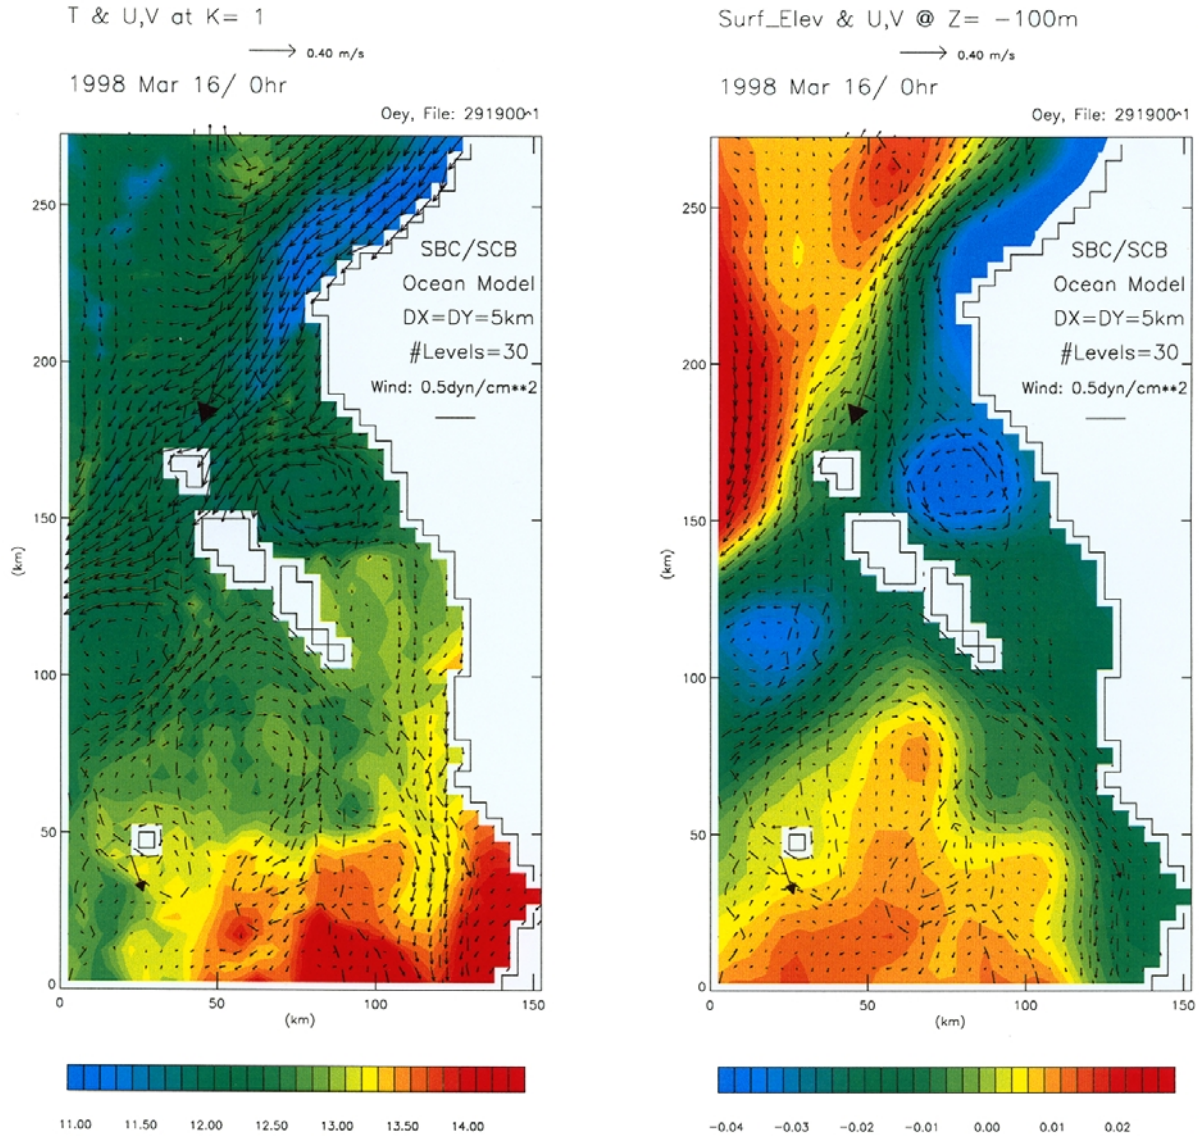 T & U,V at K= 1
0.40 m/s
1998 Mar 16/ 0hr
Oey, File: 291900^1
250
200
150
100
50
0
(km)
SBC/SCB
Ocean Model
DX=DY=5km
#Levels=30
Wind: 0.5dyn/cm**2
0
50
100
150
(km)
11.00 11.50 12.00 12.50 13.00 13.50 14.00
Surf_Elev & U,V @ Z= -100m
0.40 m/s
1998 Mar 16/ 0hr
Oey, File: 291900^1
250
200
150
100
50
0
(km)
SBC/SCB
Ocean Model
DX=DY=5km
#Levels=30
Wind: 0.5dyn/cm**2
0
50
100
150
(km)
-0.04 -0.03 -0.02 -0.01 0.00 0.01 0.02